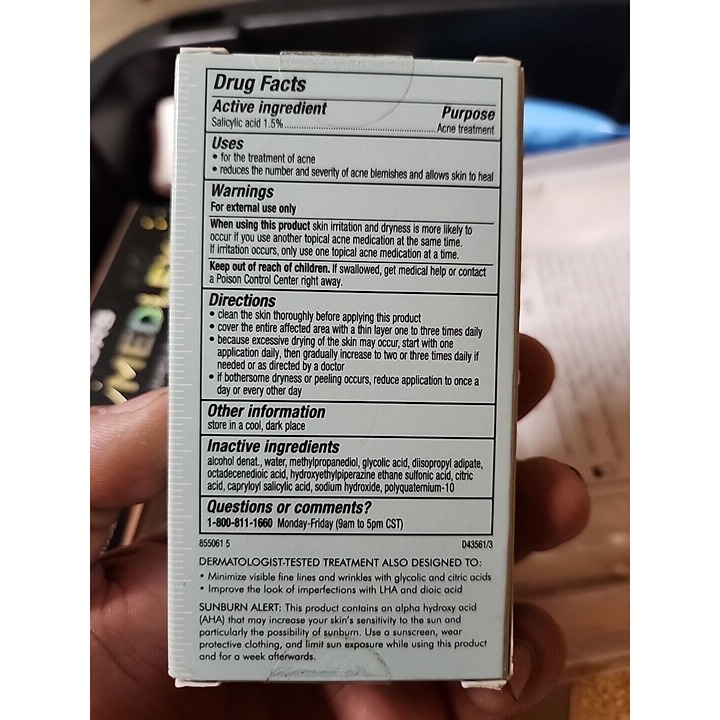 Drug Facts
Active ingredient Purpose
Salicylic acid 1.5%........................................Acne treatment
Uses
• for the treatment of acne
• reduces the number and severity of acne blemishes and allows skin to heal
Warnings
For external use only
When using this product skin irritation and dryness is more likely to
occur if you use another topical acne medication at the same time.
If irritation occurs, only use one topical acne medication at a time.
Keep out of reach of children. If swallowed, get medical help or contact
a Poison Control Center right away.
Directions
• clean the skin thoroughly before applying this product
• cover the entire affected area with a thin layer one to three times daily
• because excessive drying of the skin may occur, start with one
application daily, then gradually increase to two or three times daily if
needed or as directed by a doctor
• if bothersome dryness or peeling occurs, reduce application to once a
day or every other day
Other information
store in a cool, dark place
Inactive ingredients
alcohol denat., water, methylpropanediol, glycolic acid, diisopropyl adipate,
octadecenedioic acid, hydroxyethylpiperazine ethane sulfonic acid, citric
acid, capryloyl salicylic acid, sodium hydroxide, polyquaternium-10
Questions or comments?
1-800-811-1660 Monday-Friday (9am to 5pm CST)
855061 5 D43561/3
DERMATOLOGIST-TESTED TREATMENT ALSO DESIGNED TO:
• Minimize visible fine lines and wrinkles with glycolic and citric acids
• Improve the look of imperfections with LHA and dioic acid
SUNBURN ALERT: This product contains an alpha hydroxy acid
(AHA) that may increase your skin's sensitivity to the sun and
particularly the possibility of sunburn. Use a sunscreen, wear
protective clothing, and limit sun exposure while using this product
and for a week afterwards.